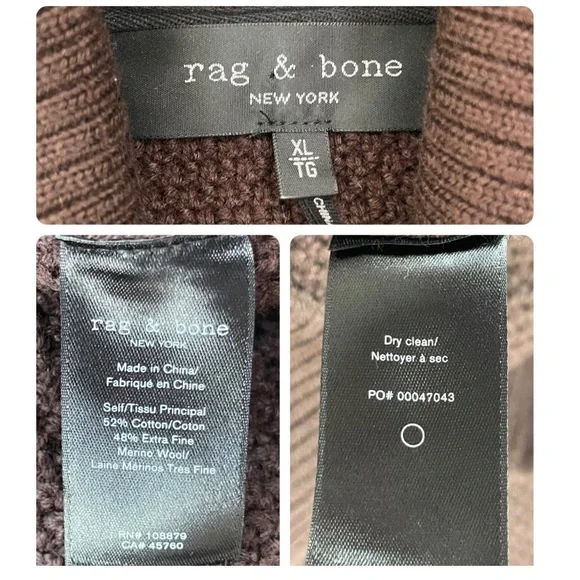 rag & bone
NEW YORK
XL
TG
CHINA
rag & bone
NEW YORK
Made in China/
Fabriqué en Chine
Self/Tissu Principal
52% Cotton/Coton
48% Extra Fine
Merino Wool/
Laine Mérinos Trés Fine
RN# 108879
CA# 45760
Dry clean/
Nettoyer à sec
PO# 00047043